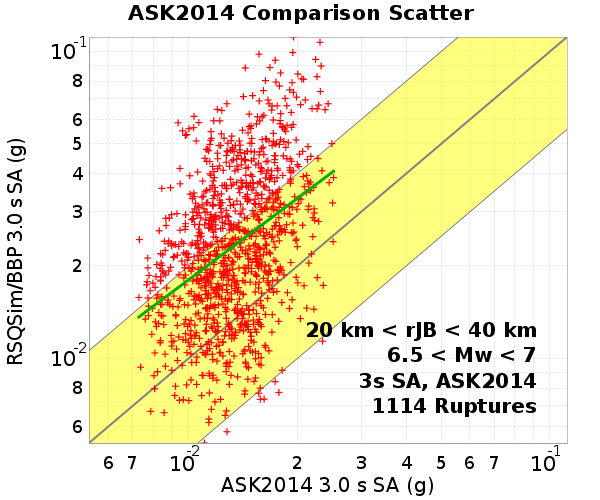 ASK2014 Comparison Scatter
RSQSim/BBP 3.0 s SA (g)
10-1
8
6
5
4
3
2
10-2
8
6
20 km < rJB < 40 km
6.5 < Mw < 7
3s SA, ASK2014
1114 Ruptures
6 7 10-2 2 3 4 5 6 7 10-1
ASK2014 3.0 s SA (g)